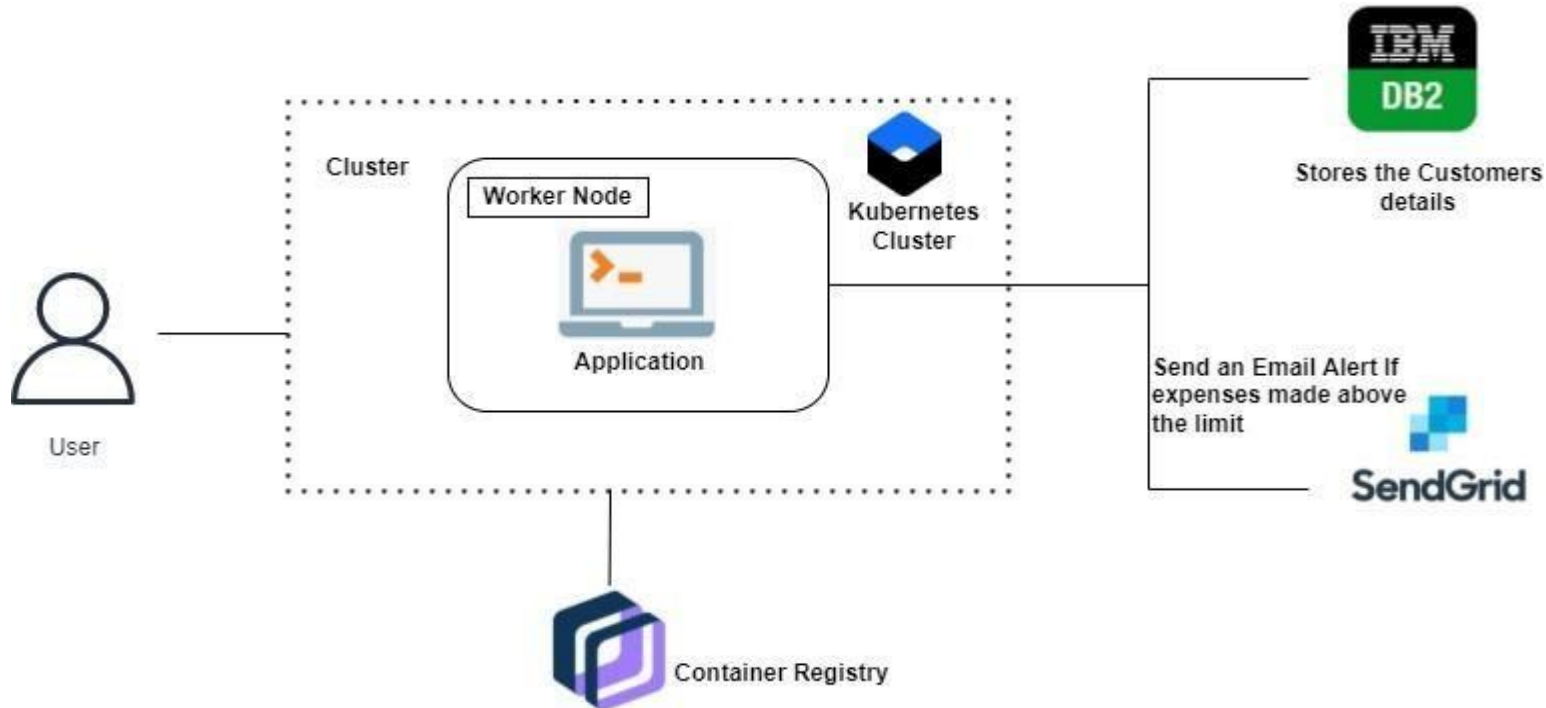 IBM
DB2
Stores the Customers
details
Cluster
Worker Node
Kubernetes
Cluster
Application
User
Send an Email Alert If
expenses made above
the limit
SendGrid
Container Registry